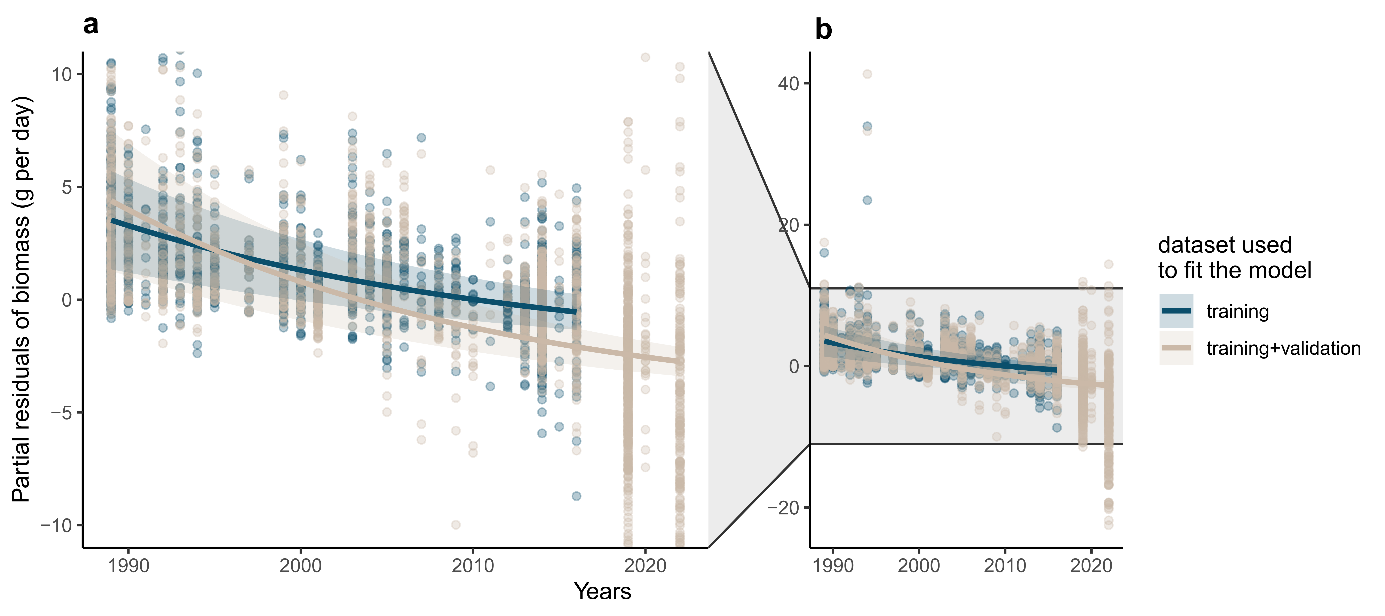 a
b
Partial residuals of biomass (g per day)
10
5
0
−5
−10
1990
2000
2010
2020
Years
40
20
0
−20
1990
2000
2010
2020
dataset used
to fit the model
training
training+validation